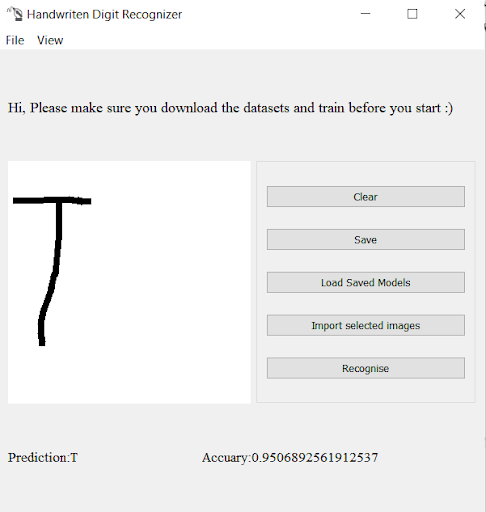 Handwriten Digit Recognizer
File View
Hi, Please make sure you download the datasets and train before you start :)
T
Clear
Save
Load Saved Models
Import selected images
Recognise
Prediction:T Accuary:0.9506892561912537